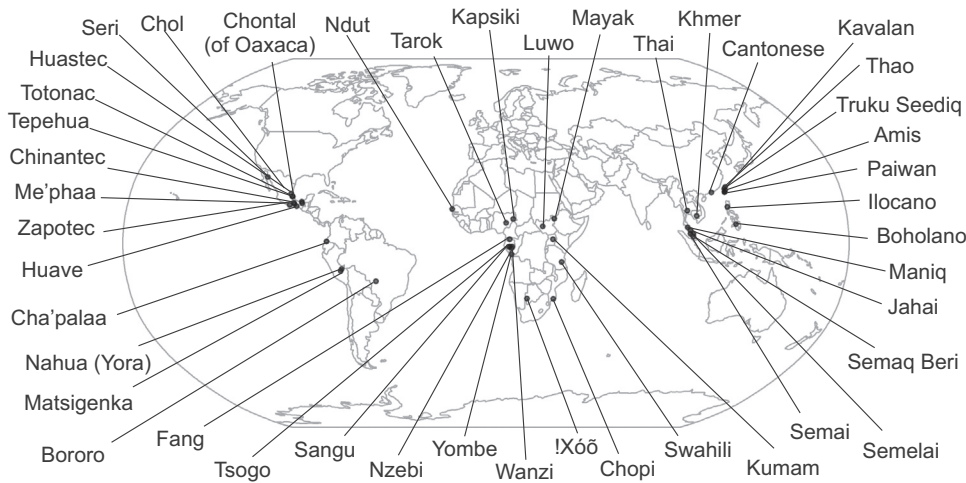 Kapsiki
Mayak
Khmer
Ndut
Chol
Chontal
(of Oaxaca)
Seri
Tarok
Luwo
Thai
Cantonese
Kavalan
Huastec
Thao
Totonac
Truku Seediq
Tepehua
Amis
Chinantec
Paiwan
Me'phaa
Ilocano
Zapotec
Boholano
Huave
Maniq
Jahai
Cha'palaa
Nahua (Yora)
Semaq Beri
Matsigenka
Semai
Fang
Bororo
Tsogo
Sangu
Nzebi
Yombe
Wanzi
!Xóõ
Chopi
Swahili
Kumam
Semelai